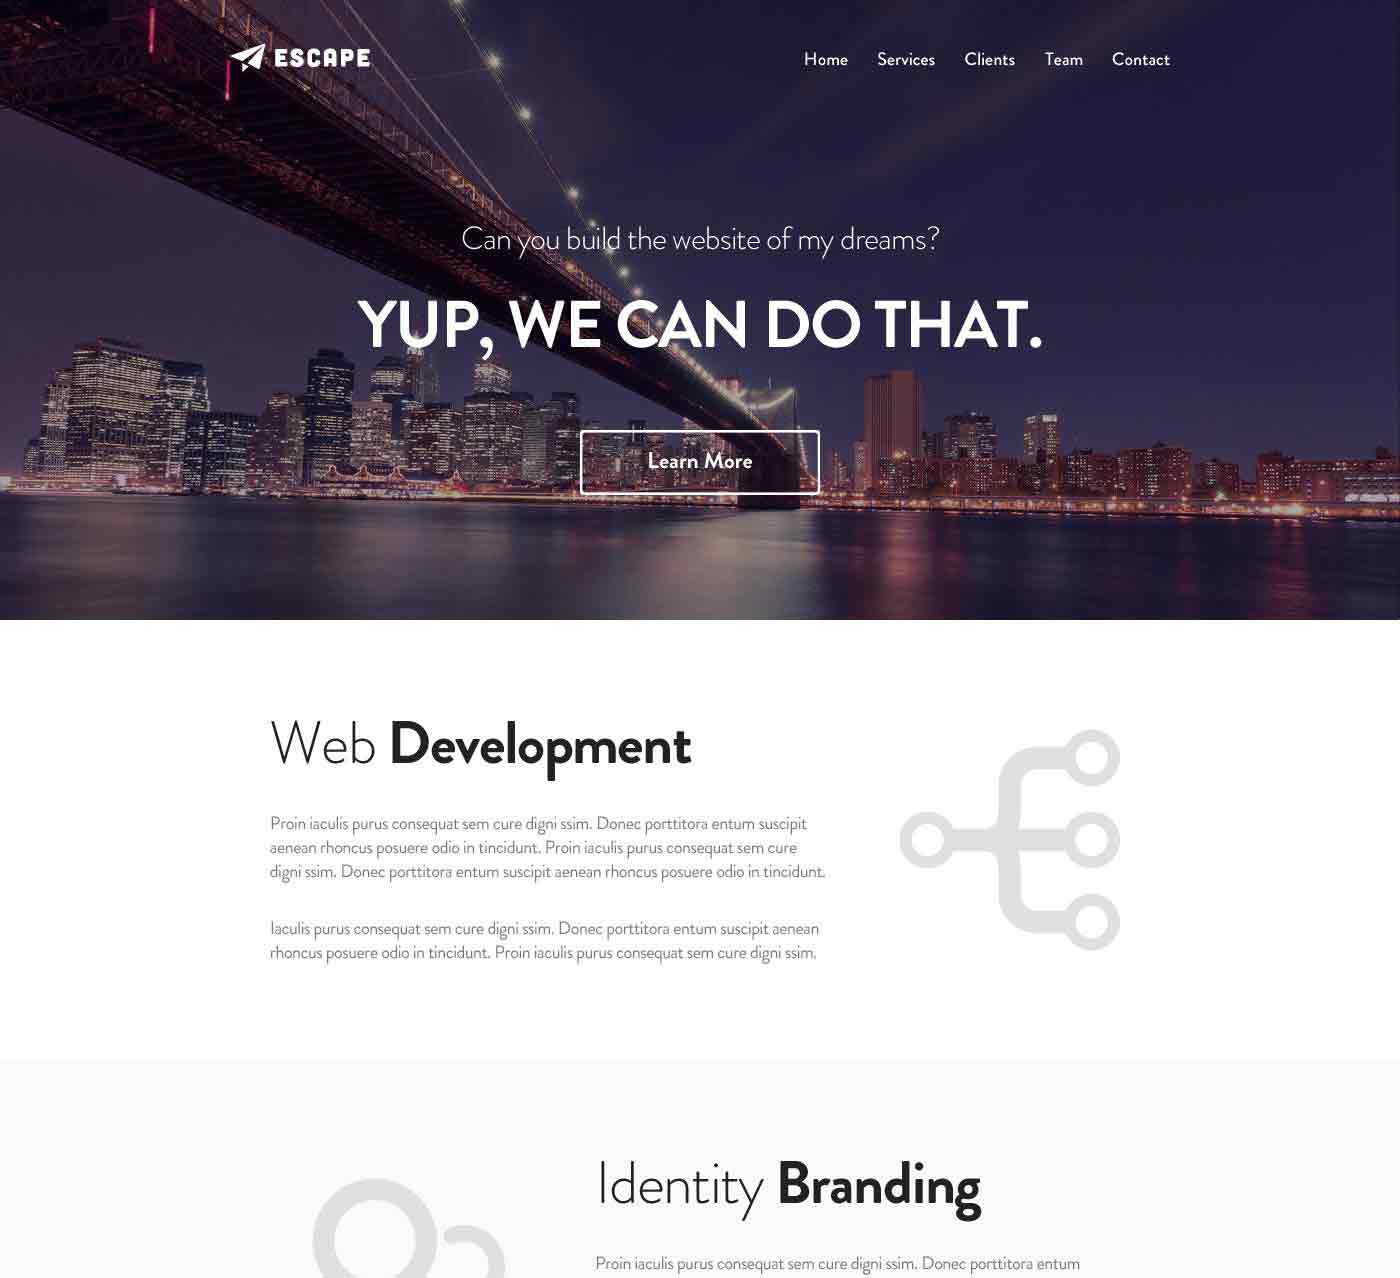 ESCAPE
Home Services Clients Team Contact
Can you build the website of my dreams?
YUP, WE CAN DO THAT.
Learn More
Web Development
Proin iaculis purus consequat sem cure digni ssim. Donec porttitora entum suscipit
aenean rhoncus posuere odio in tincidunt. Proin iaculis purus consequat sem cure
digni ssim. Donec porttitora entum suscipit aenean rhoncus posuere odio in tincidunt.
Iaculis purus consequat sem cure digni ssim. Donec porttitora entum suscipit aenean
rhoncus posuere odio in tincidunt. Proin iaculis purus consequat sem cure digni ssim.
Identity Branding
Proin iaculis purus consequat sem cure digni ssim. Donec porttitora entum